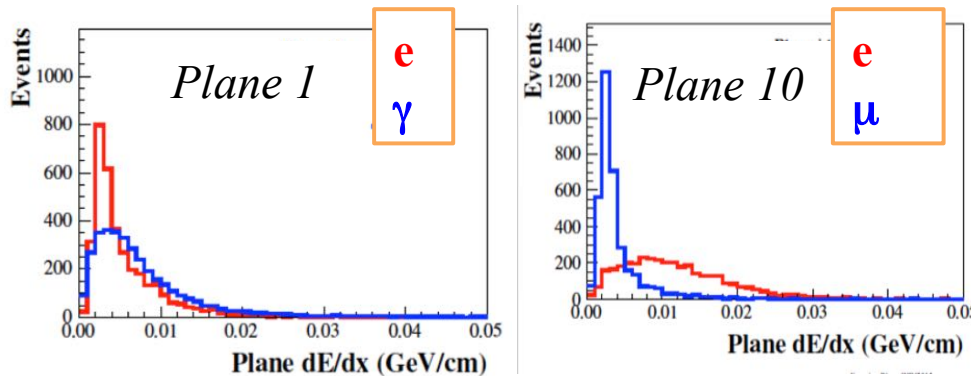 Events
1000
800
600
400
200
0
Plane 1
e
γ
0.00 0.01 0.02 0.03 0.04 0.05
Plane dE/dx (GeV/cm)
Events
1400
1200
1000
800
600
400
200
0
Plane 10
e
μ
0.00 0.01 0.02 0.03 0.04
Plane dE/dx (GeV/cm)